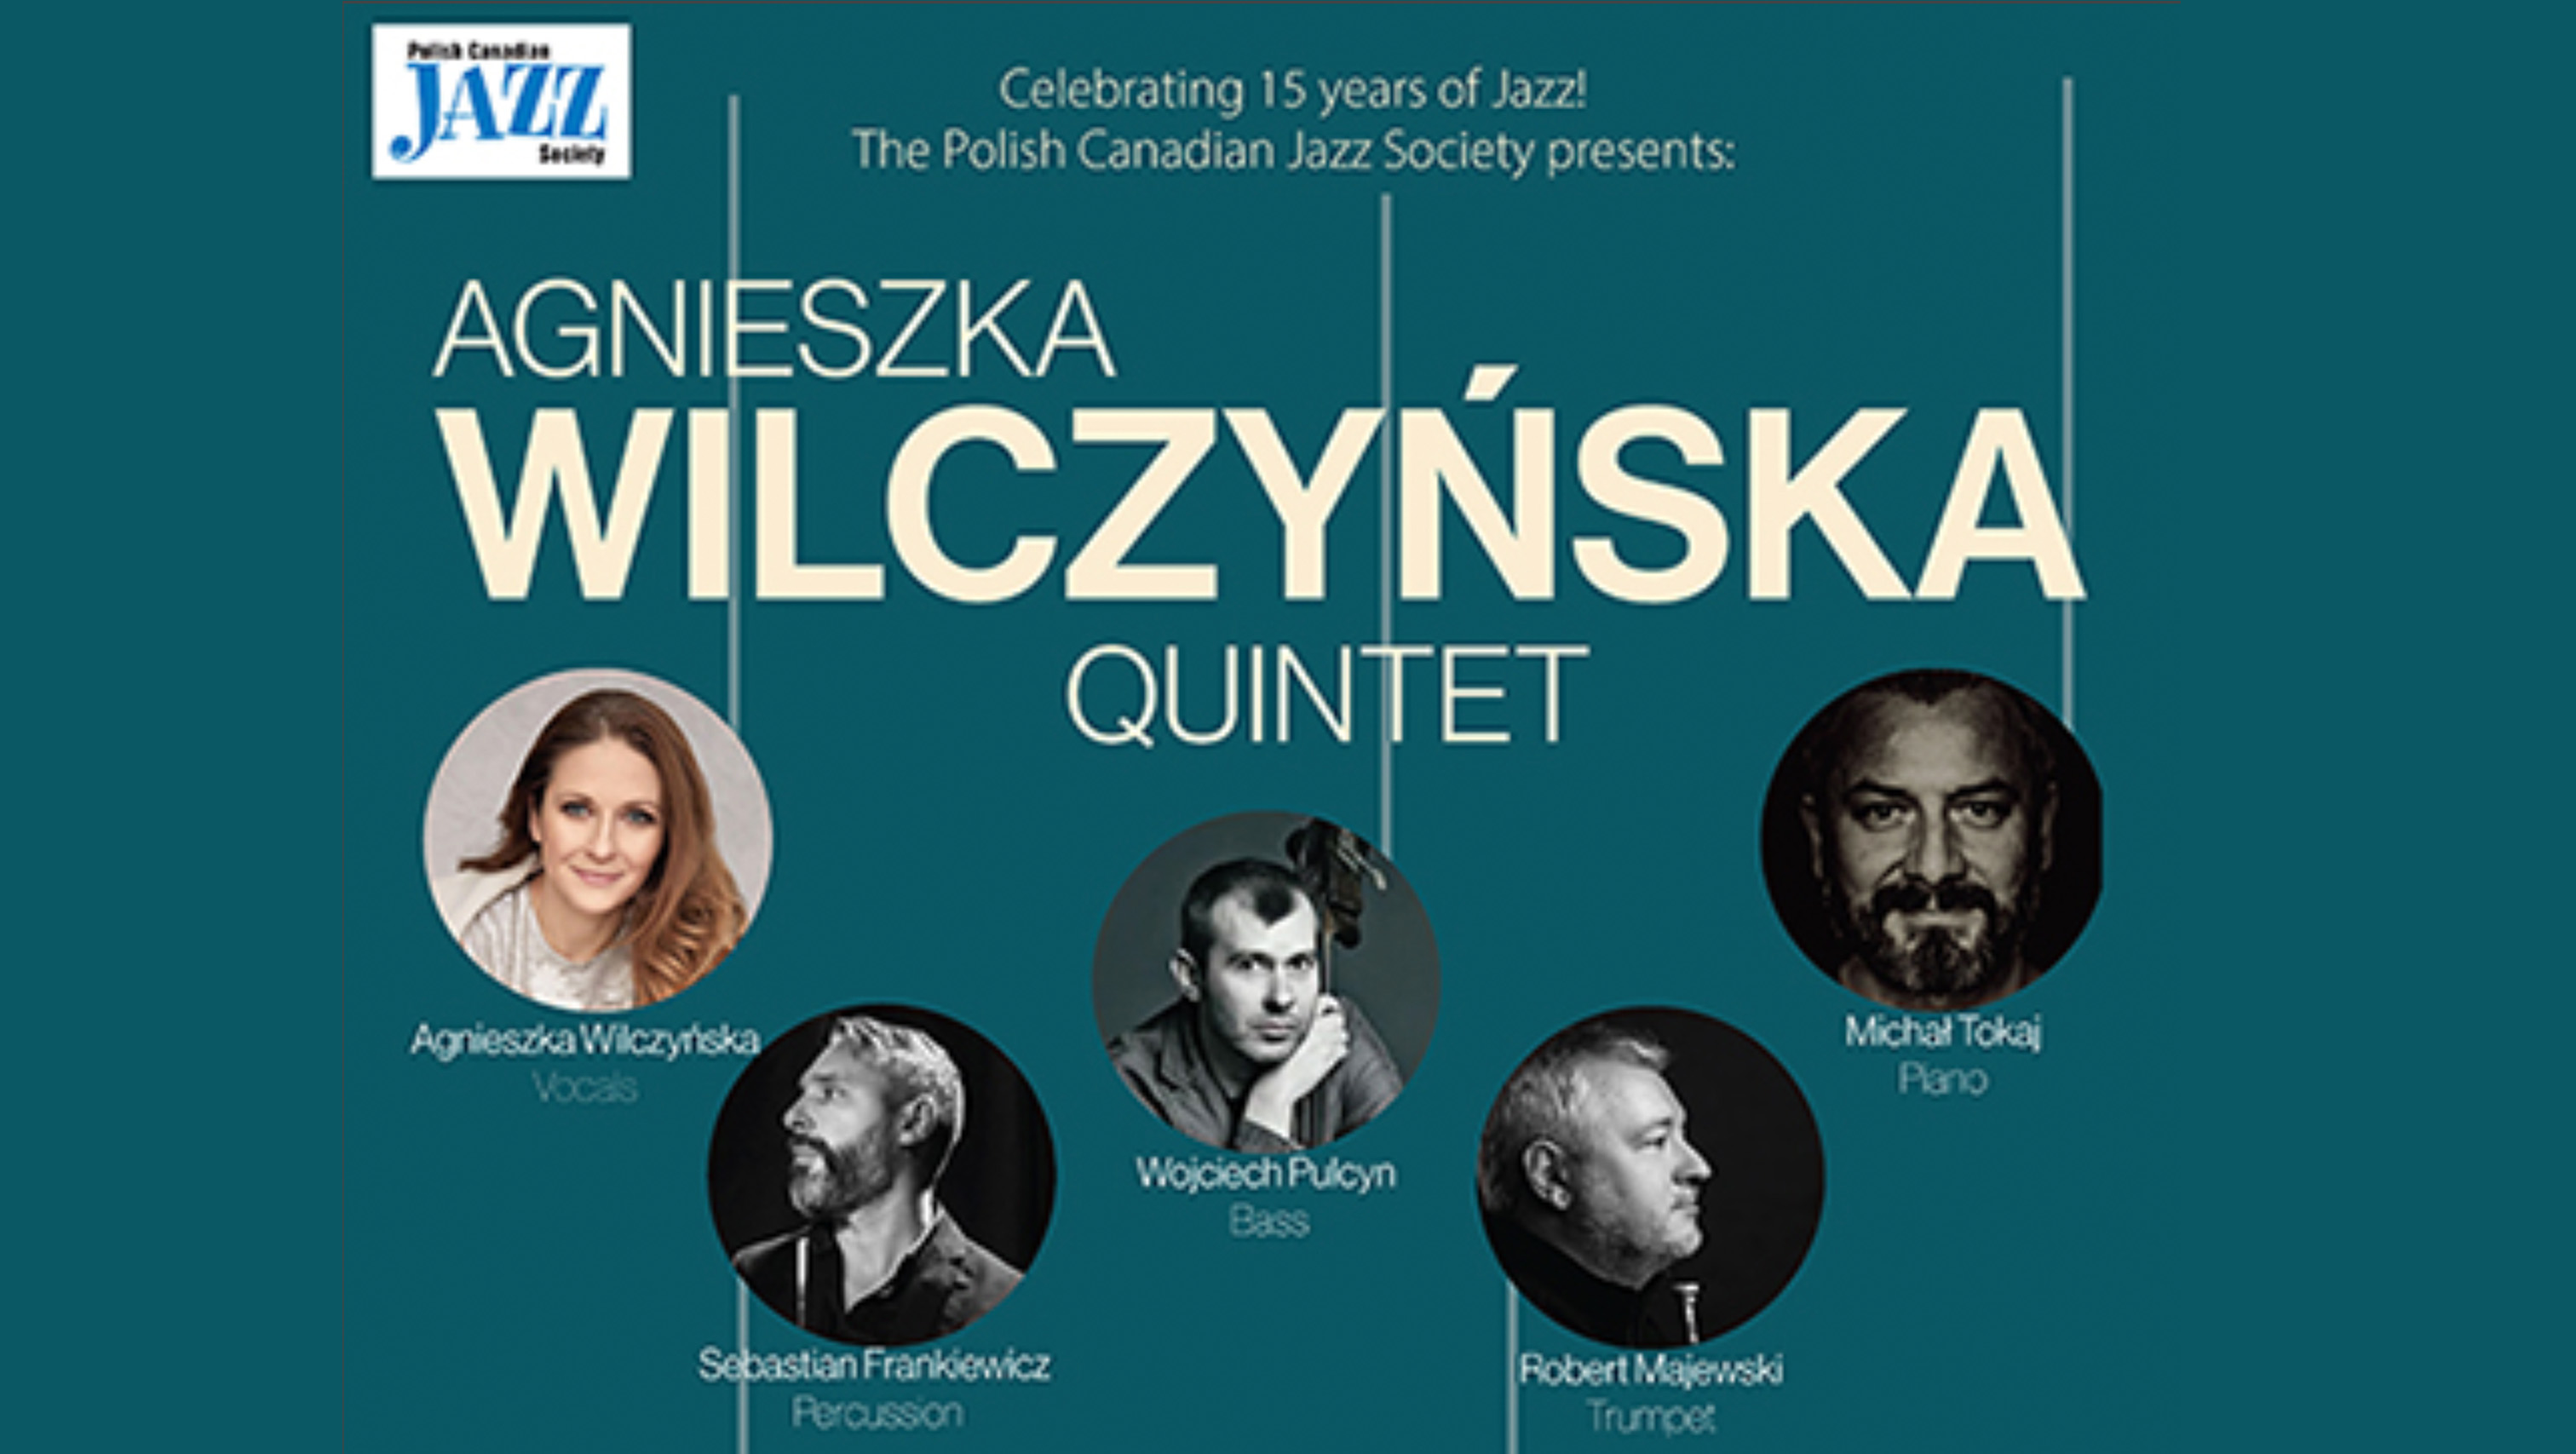 Polish Canadian
JAZZ
Society
Celebrating 15 years of Jazz!
The Polish Canadian Jazz Society presents:
AGNIESZKA
WILCZYŃSKA
QUINTET
Agnieszka Wilczyńska
Vocals
Sebastian Frankiewicz
Percussion
Wojciech Pulcyn
Bass
Robert Majewski
Trumpet
Michał Tokaj
Piano